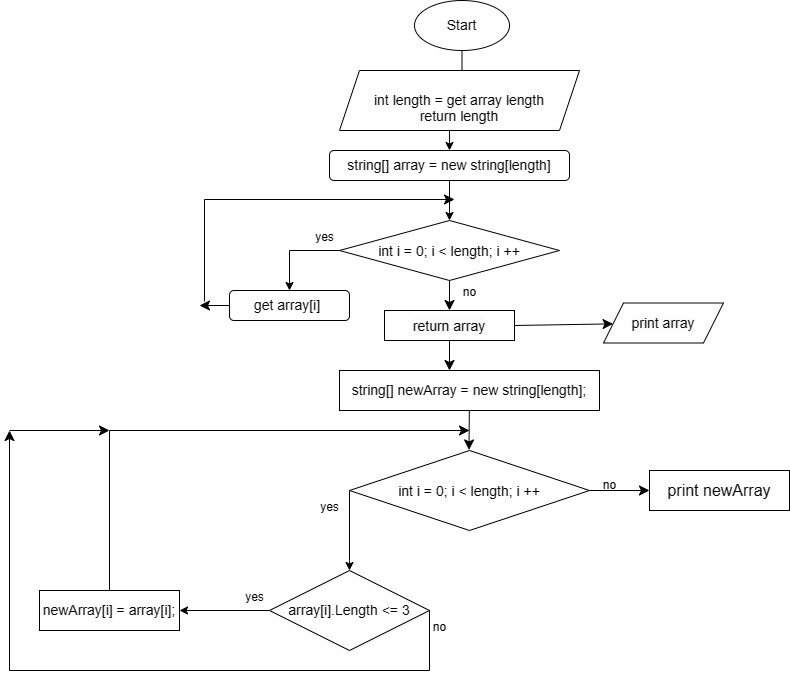 Start
int length = get array length
return length
string[] array = new string[length]
yes
int i = 0; i < length; i ++
no
get array[i]
return array
print array
string[] newArray = new string[length];
int i = 0; i < length; i ++
no
print newArray
yes
yes
newArray[i] = array[i];
array[i].Length <= 3
no